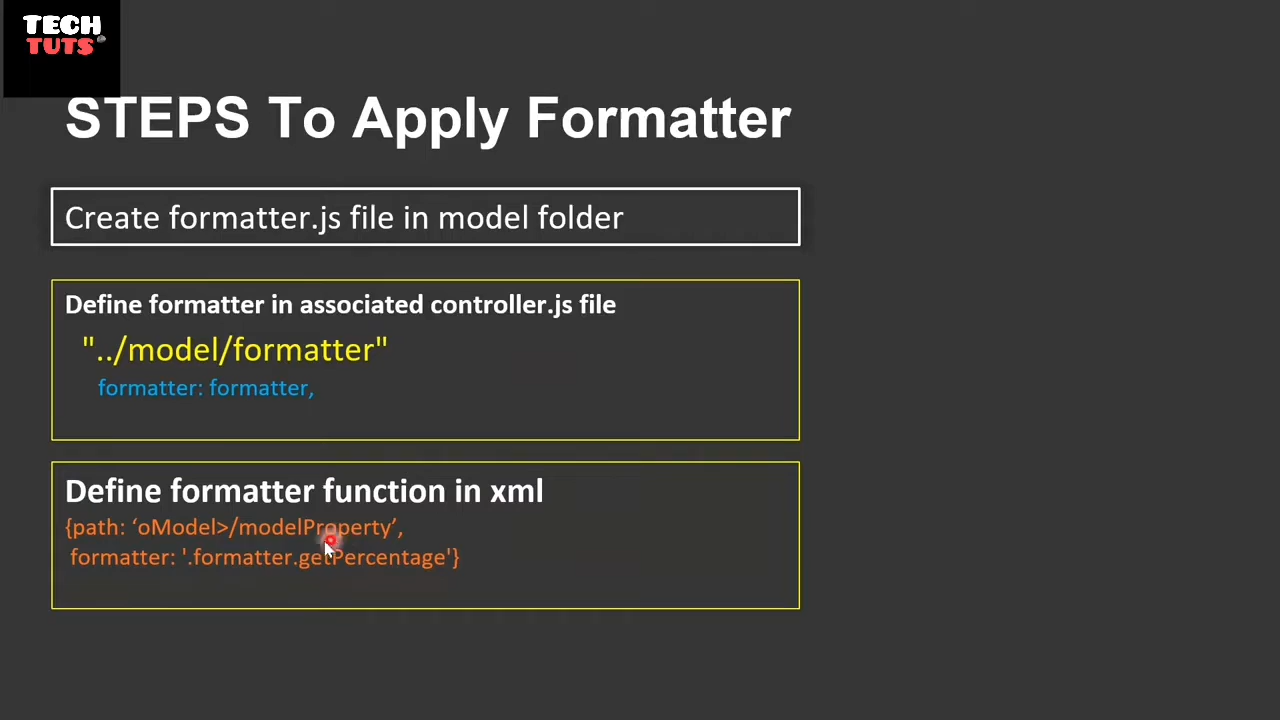 TECH
TUTS
STEPS To Apply Formatter
Create formatter.js file in model folder
Define formatter in associated controller.js file
"../model/formatter"
formatter: formatter,
Define formatter function in xml
{path: ‘oModel>/modelProperty’,
formatter: '.formatter.getPercentage'}